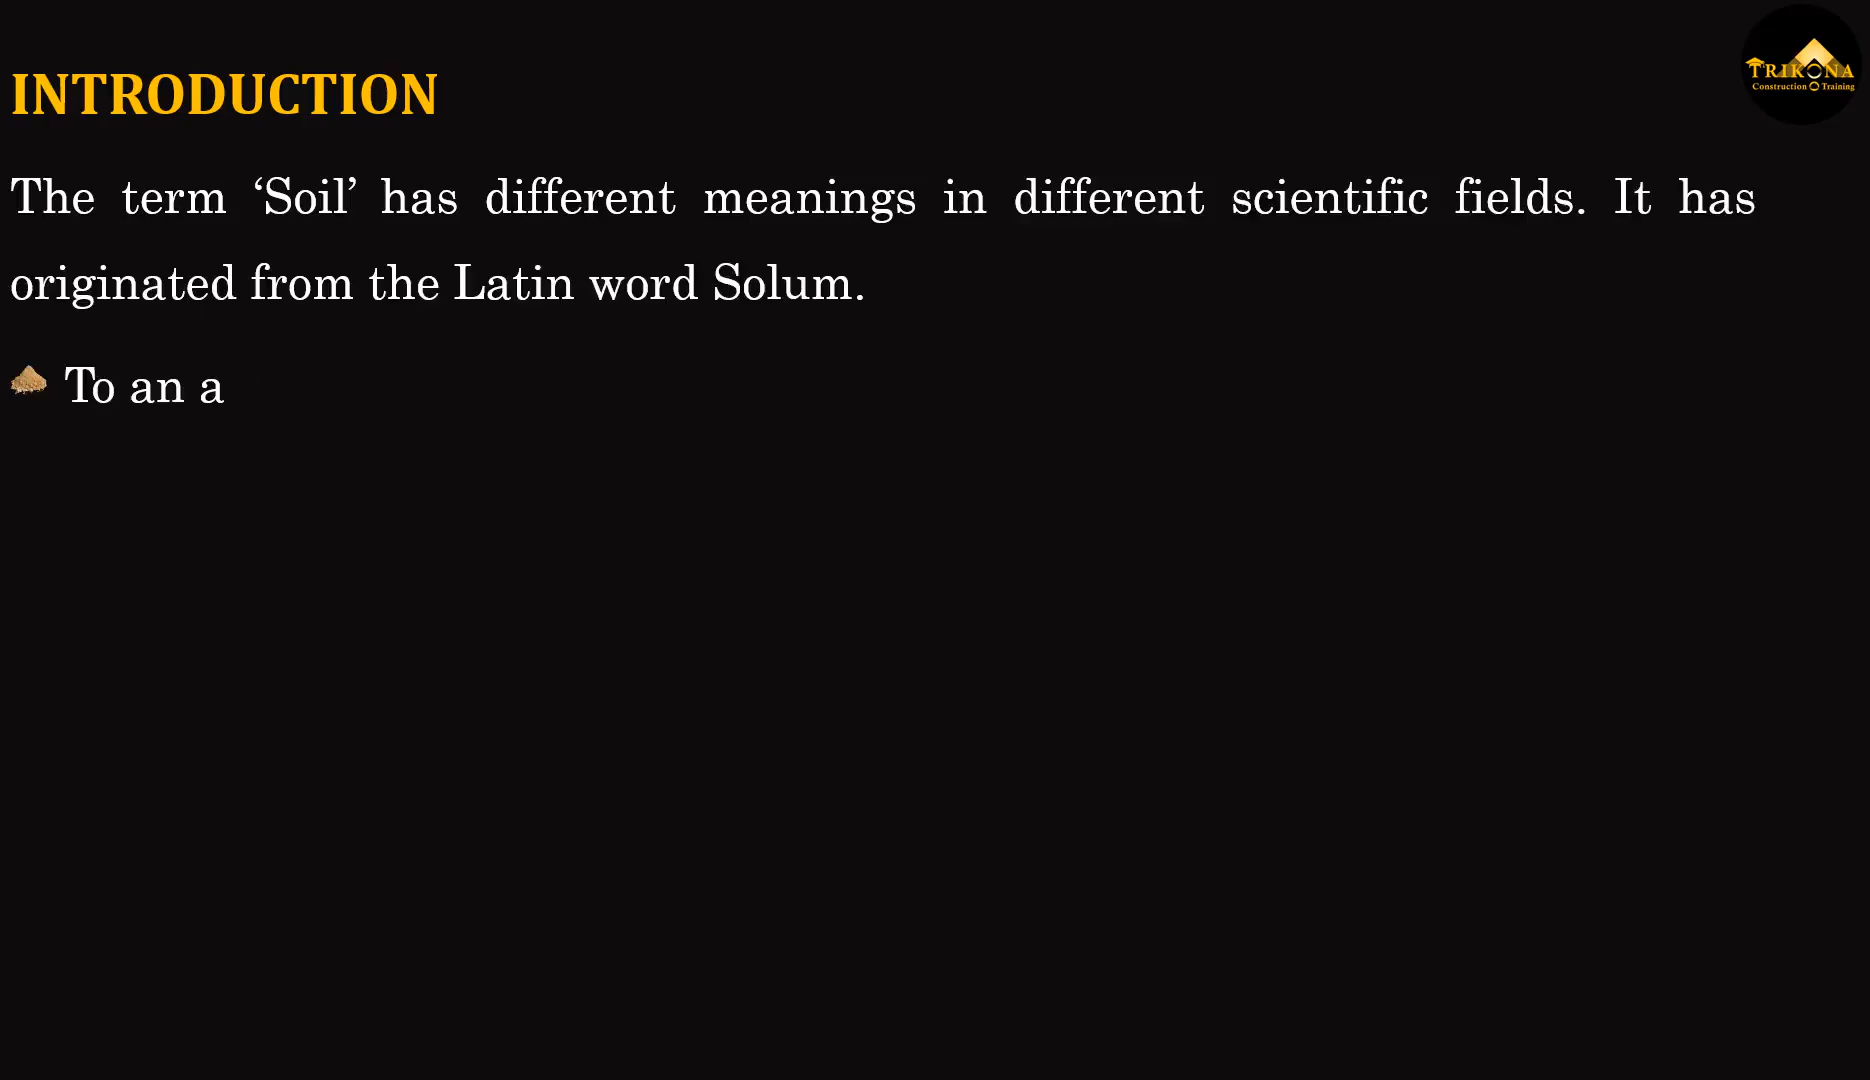 TRIKONA
Construction Training
INTRODUCTION
The term ‘Soil’ has different meanings in different scientific fields. It has
originated from the Latin word Solum.
To an a